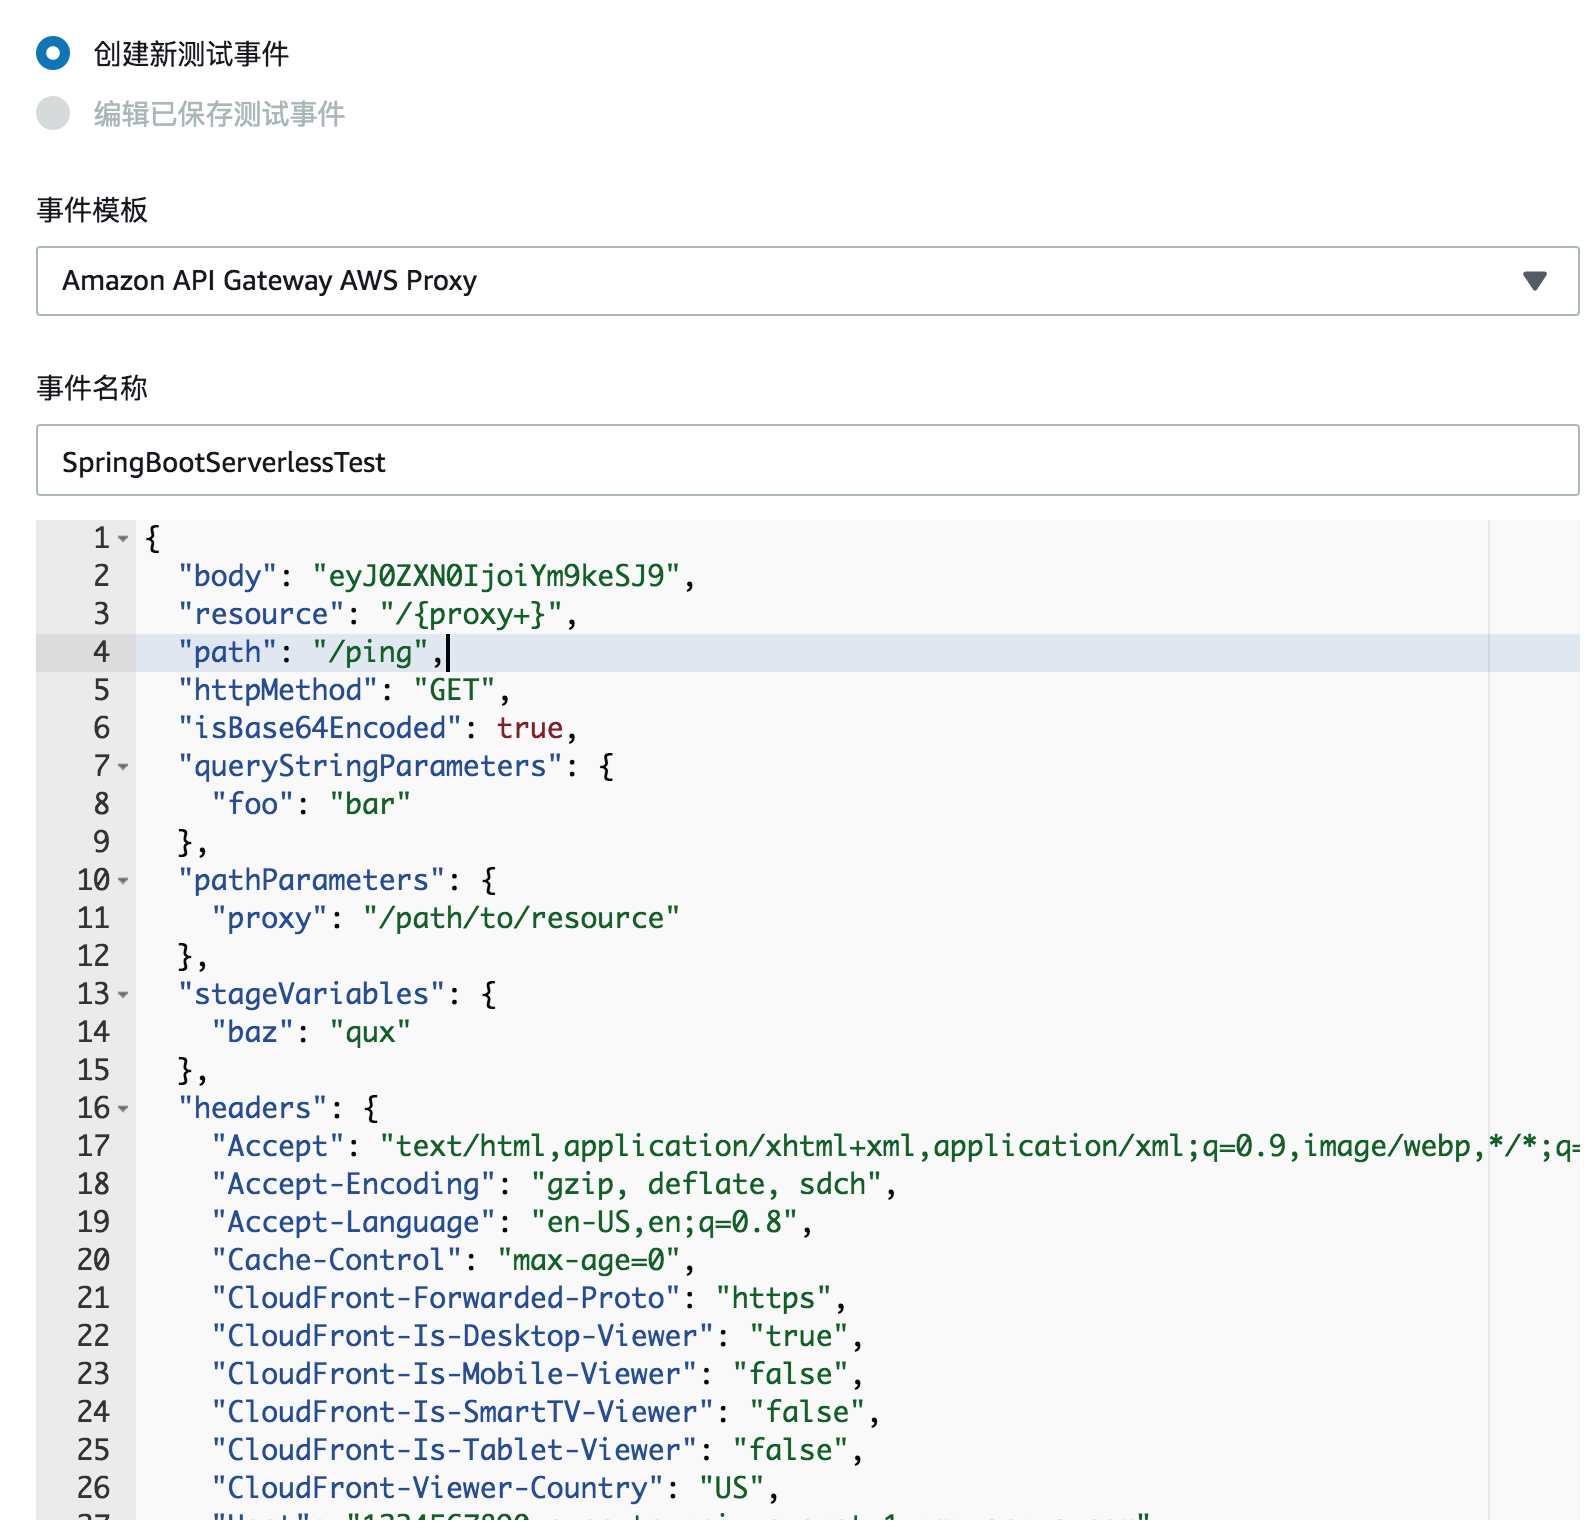 创建新测试事件
编辑已保存测试事件
事件模板
Amazon API Gateway AWS Proxy
事件名称
SpringBootServerlessTest
1 {
2 "body": "eyJ0ZXN0IjoiYm9keSJ9",
3 "resource": "/{proxy+}",
4 "path": "/ping",
5 "httpMethod": "GET",
6 "isBase64Encoded": true,
7 "queryStringParameters": {
8 "foo": "bar"
9 },
10 "pathParameters": {
11 "proxy": "/path/to/resource"
12 },
13 "stageVariables": {
14 "baz": "qux"
15 },
16 "headers": {
17 "Accept": "text/html,application/xhtml+xml,application/xml;q=0.9,image/webp,*/*;q=
18 "Accept-Encoding": "gzip, deflate, sdch",
19 "Accept-Language": "en-US,en;q=0.8",
20 "Cache-Control": "max-age=0",
21 "CloudFront-Forwarded-Proto": "https",
22 "CloudFront-Is-Desktop-Viewer": "true",
23 "CloudFront-Is-Mobile-Viewer": "false",
24 "CloudFront-Is-SmartTV-Viewer": "false",
25 "CloudFront-Is-Tablet-Viewer": "false",
26 "CloudFront-Viewer-Country": "US",
27 "Host": "1234567890